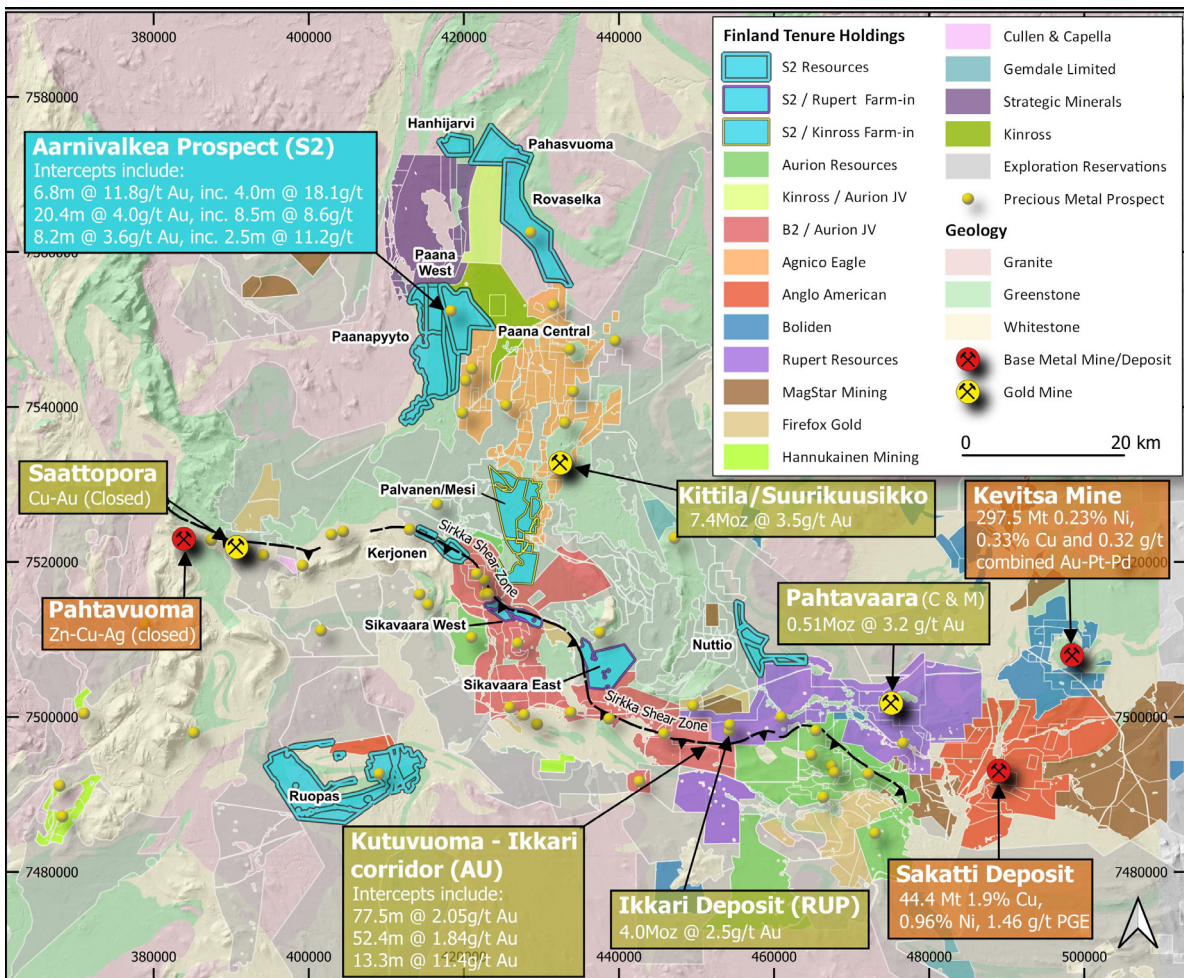 380000
400000
420000
440000
7580000
7560000
7540000
7520000
7500000
7480000
Finland Tenure Holdings
S2 Resources
S2 / Rupert Farm-in
S2 / Kinross Farm-in
Aurion Resources
Kinross / Aurion JV
B2 / Aurion JV
Agnico Eagle
Anglo American
Boliden
Rupert Resources
MagStar Mining
Firefox Gold
Hannukainen Mining
Cullen & Capella
Gemdale Limited
Strategic Minerals
Kinross
Exploration Reservations
Precious Metal Prospect
Geology
Granite
Greenstone
Whitestone
Base Metal Mine/Deposit
Gold Mine
0 20 km
Aarnivalkea Prospect (S2)
Intercepts include:
6.8m @ 11.8g/t Au, inc. 4.0m @ 18.1g/t
20.4m @ 4.0g/t Au, inc. 8.5m @ 8.6g/t
8.2m @ 3.6g/t Au, inc. 2.5m @ 11.2g/t
Hanhijarvi
Pahasvuoma
Rovaselka
Paana
West
Paanapyyto
Paana Central
Saattopora
Cu-Au (Closed)
Palvanen/Mesi
Kittila/Suurikuusikko
7.4Moz @ 3.5g/t Au
Kevitsa Mine
297.5 Mt 0.23% Ni,
0.33% Cu and 0.32 g/t
combined Au-Pt-Pd
Kerjonen
Sirkka Shear Zone
Pahtavuoma
Zn-Cu-Ag (closed)
Pahtavaara (C & M)
0.51Moz @ 3.2 g/t Au
Sikavaara West
Nuttio
Sikavaara East
Sirkka Shear Zone
7500000
Ruopas
Kutuvuoma - Ikkari
corridor (AU)
Intercepts include:
77.5m @ 2.05g/t Au
52.4m @ 1.84g/t Au
13.3m @ 11.4g/t Au
Ikkari Deposit (RUP)
4.0Moz @ 2.5g/t Au
Sakatti Deposit
44.4 Mt 1.9% Cu,
0.96% Ni, 1.46 g/t PGE
7480000
380000
400000
440000
460000
480000
500000